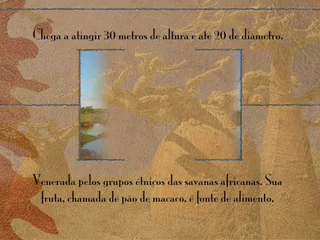 Chega a atingir 30 metros de altura e até 20 de diâmetro.
Venerada pelos grupos étnicos das savanas africanas. Sua
fruta, chamada de pão de macaco, é fonte de alimento.